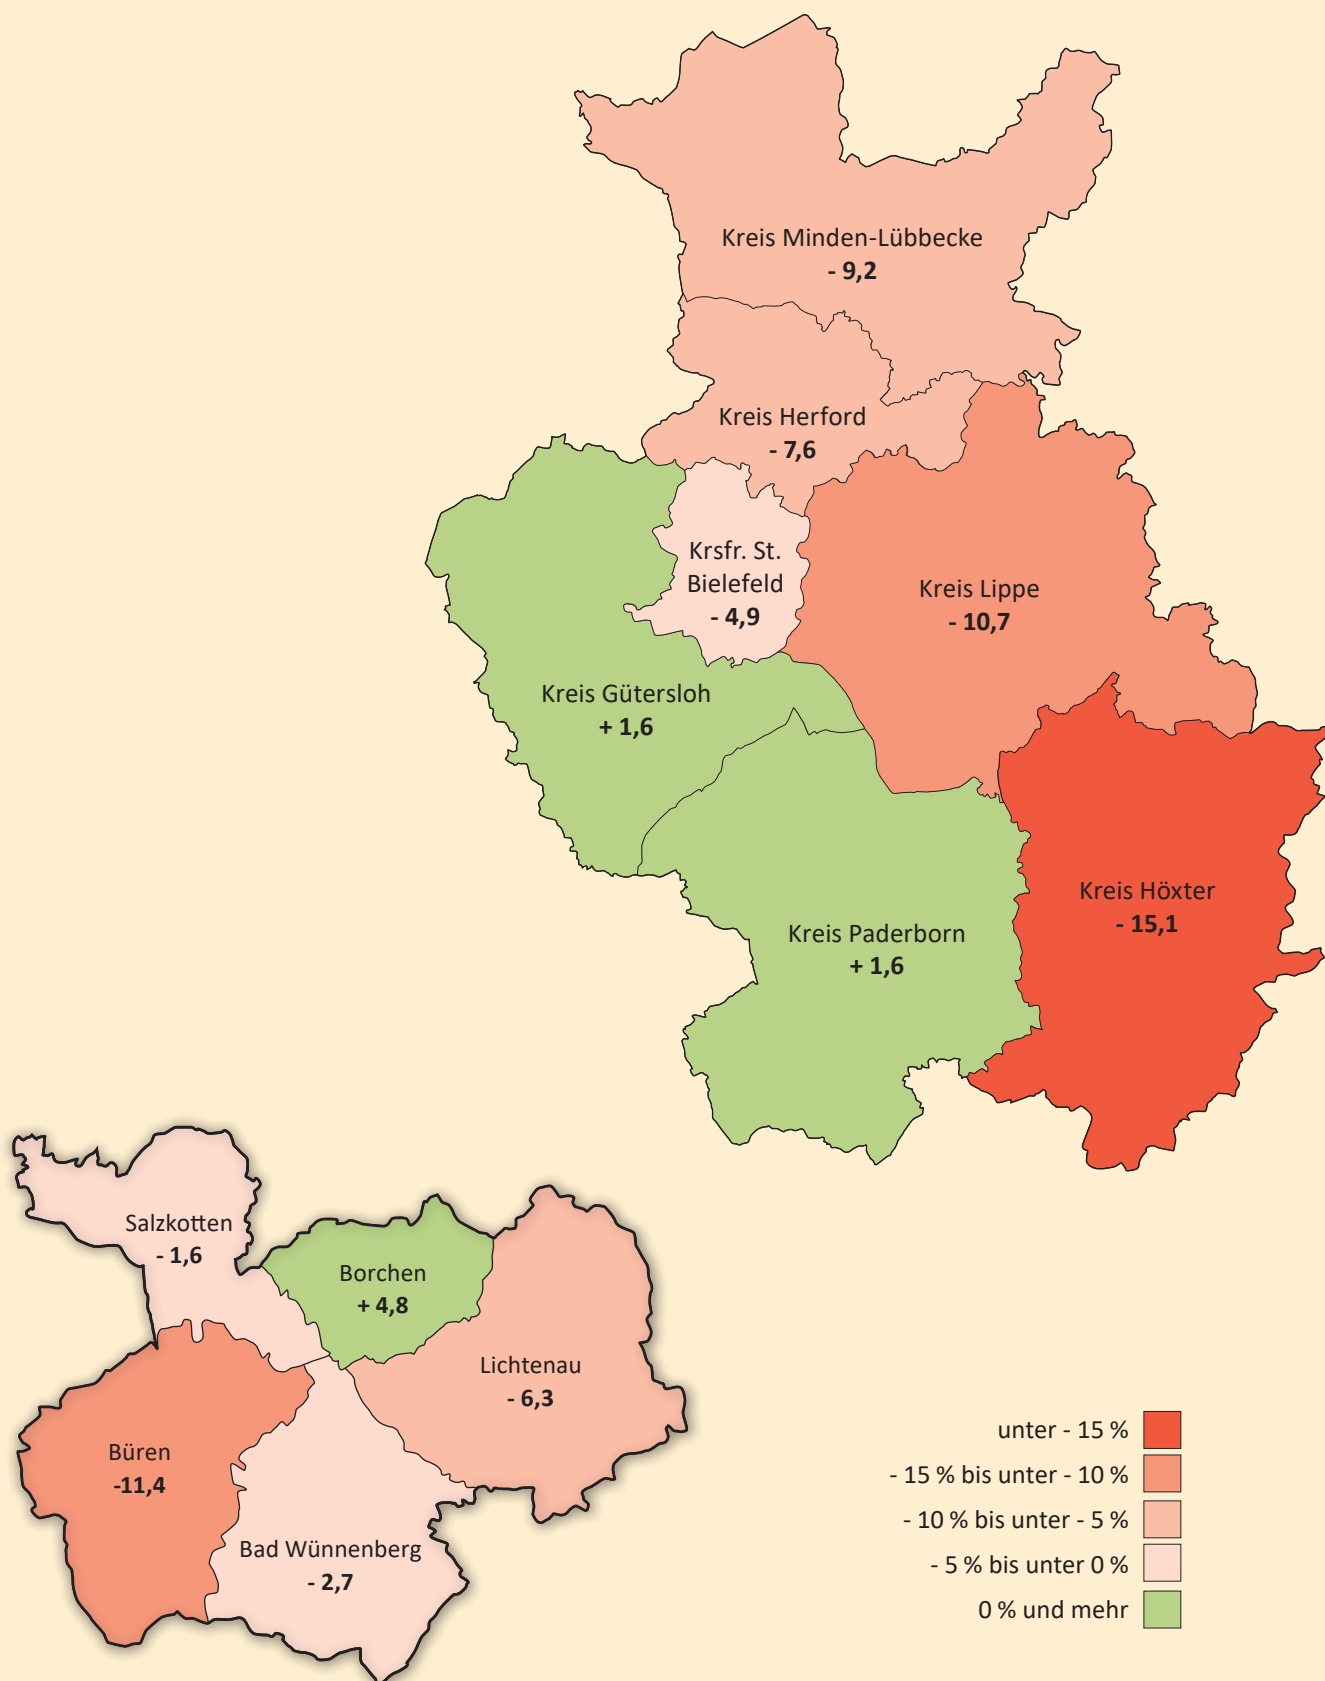 Kreis Minden-Lübbecke
- 9,2
Kreis Herford
- 7,6
Krsfr. St.
Bielefeld
- 4,9
Kreis Lippe
- 10,7
Kreis Gütersloh
+ 1,6
Kreis Höxter
- 15,1
Kreis Paderborn
+ 1,6
Salzkotten
- 1,6
Borchen
+ 4,8
Lichtenau
- 6,3
Büren
-11,4
Bad Wünnenberg
- 2,7
unter - 15 %
- 15 % bis unter - 10 %
- 10 % bis unter - 5 %
- 5 % bis unter 0 %
0 % und mehr